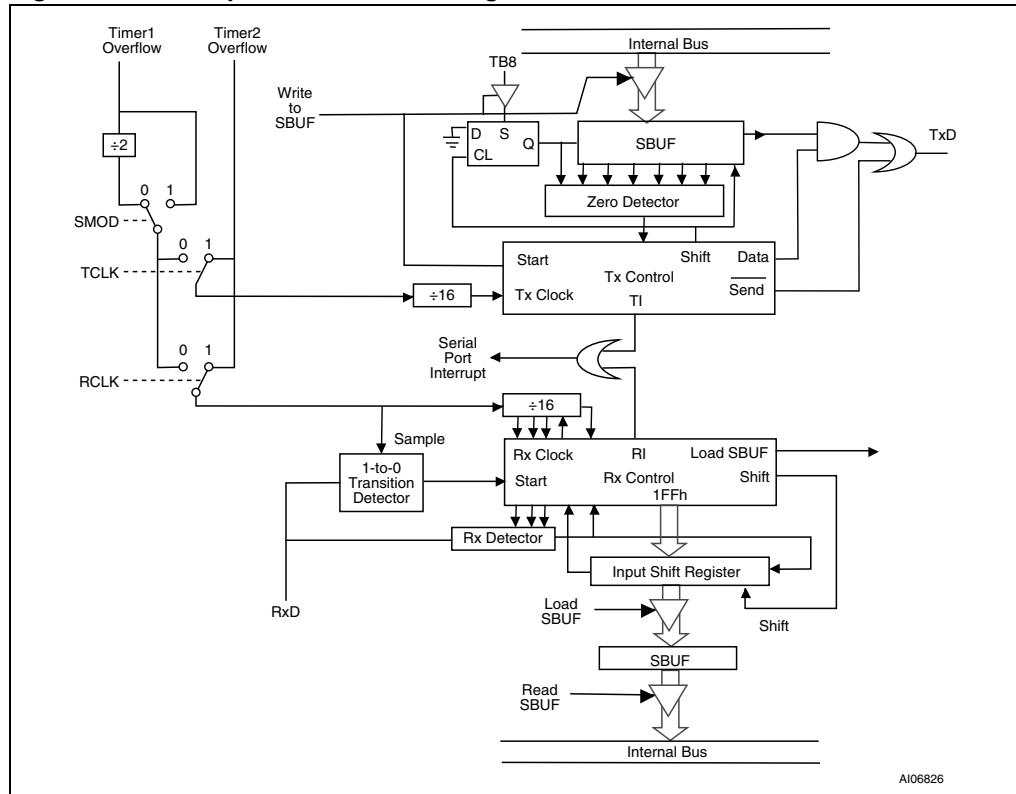 Timer1
Overflow
Timer2
Overflow
Internal Bus
TB8
Write
to
SBUF
D S
Q
CL
SBUF
TxD
÷2
Zero Detector
0 1
SMOD
0 1
TCLK
Start
Shift
Data
Tx Control
Send
Tx Clock
TI
÷16
Serial
Port
Interrupt
0 1
RCLK
÷16
Sample
Rx Clock
RI
Load SBUF
1-to-0
Transition
Detector
Start
Rx Control
Shift
1FFh
Rx Detector
Input Shift Register
RxD
Load
SBUF
Shift
SBUF
Read
SBUF
Internal Bus
AI06826